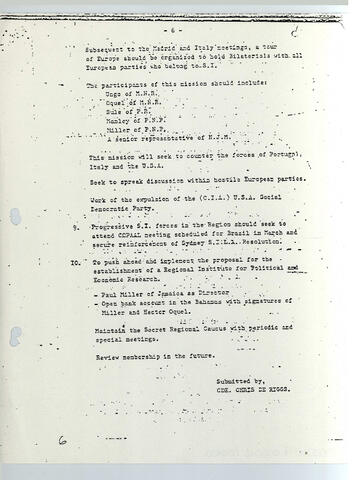 - 6 -
Subsequent to the Madrid and Italy meetings, a tour
of Europe should be organised to hold Bilaterials with all
European parties who belong to S.I.
The participants of this mission should include:
Ungo of M.N.R.
Oquel of M.N.R.
Sule of P.R.
Manley of P.N.P.
Miller of P.N.P.
A senior representative of N.J.M.
This mission will seek to counter the forces of Portugal,
Italy and the U.S.A.
Seek to spreak discussion within hostile European parties.
Work of the expulsion of the (C.I.A.) U.S.A. Social
Democratic Party.
9. Progressive S.I. forces in the Region should seek to
attend meeting scheduled for Brazil in March and
secure reinforcement of Sydney Resolution.
10. To push ahead and implement the proposal for the
establishment of a Regional Institute for Political and
Economic Research.
- Paul Miller of Jamaica as Director
- Open bank account in the Bahamas with signatures of
Miller and Hector Oquel.
Maintain the Secret Regional Caucus with periodic and
special meetings.
Review membership in the future.
Submitted by,
CDE. CHRIS DE RIGGS.
6